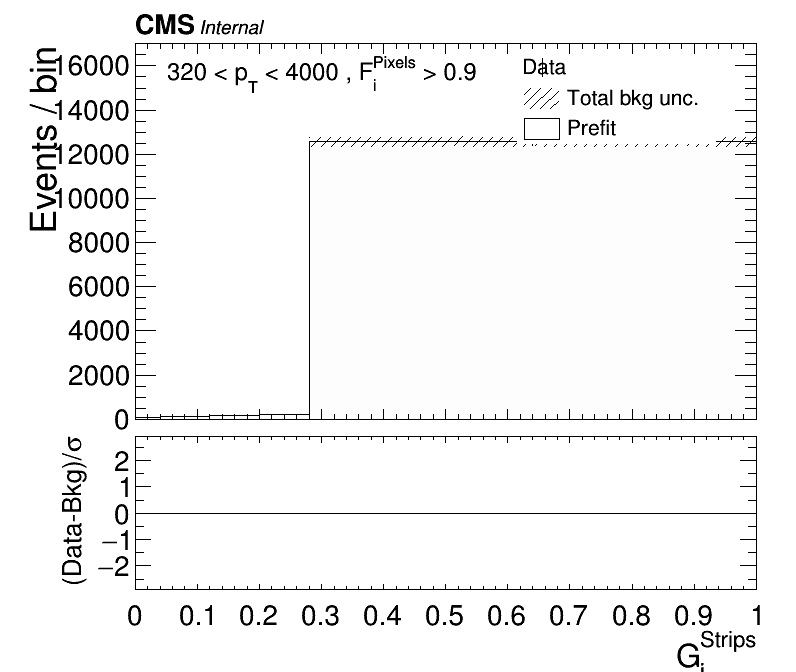 CMS Internal
320 < p_T < 4000 , F_i^Pixels > 0.9
Data
Total bkg unc.
Prefit
Events / bin
16000
14000
12000
10000
8000
6000
4000
2000
0
(Data-Bkg)/σ
2
1
0
−1
−2
0 0.1 0.2 0.3 0.4 0.5 0.6 0.7 0.8 0.9 1
G_i^Strips